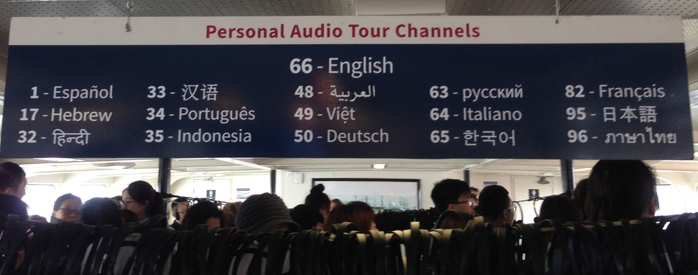 Personal Audio Tour Channels
66 - English
1 - Español 33 - 汉语 48 - العربية 63 - русский 82 - Français
17 - Hebrew 34 - Português 49 - Việt 64 - Italiano 95 - 日本語
32 - हिन्दी 35 - Indonesia 50 - Deutsch 65 - 한국어 96 - ภาษาไทย